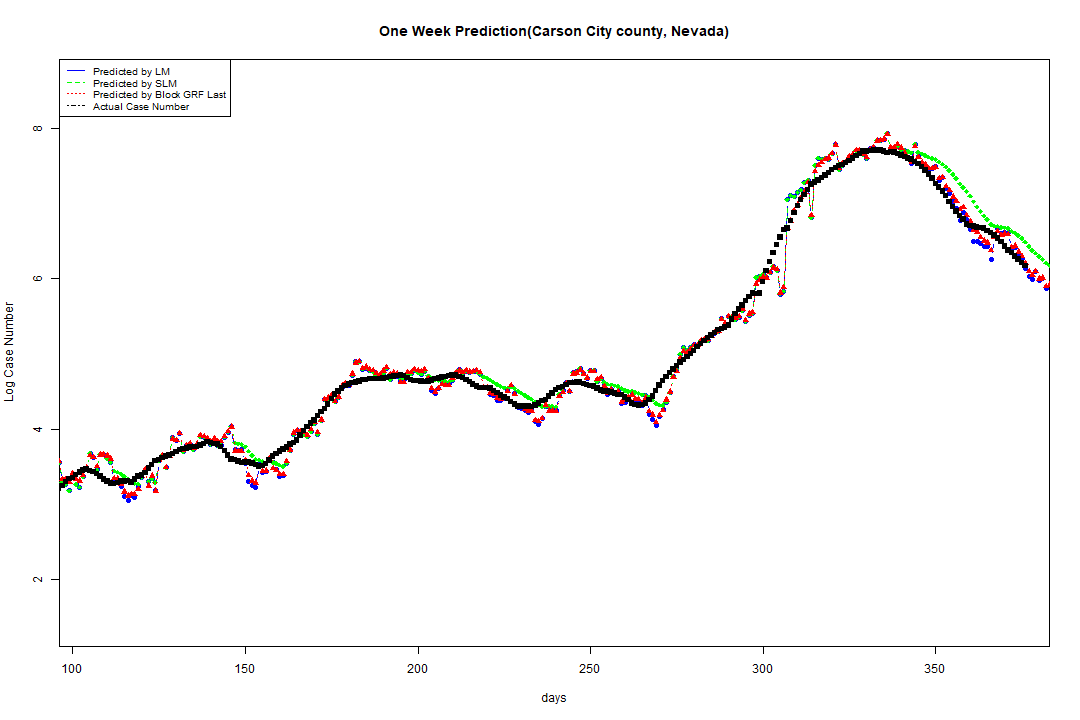 One Week Prediction(Carson City county, Nevada)
Predicted by LM
Predicted by SLM
Predicted by Block GRF Last
Actual Case Number
8
6
4
2
Log Case Number
100 150 200 250 300 350
days